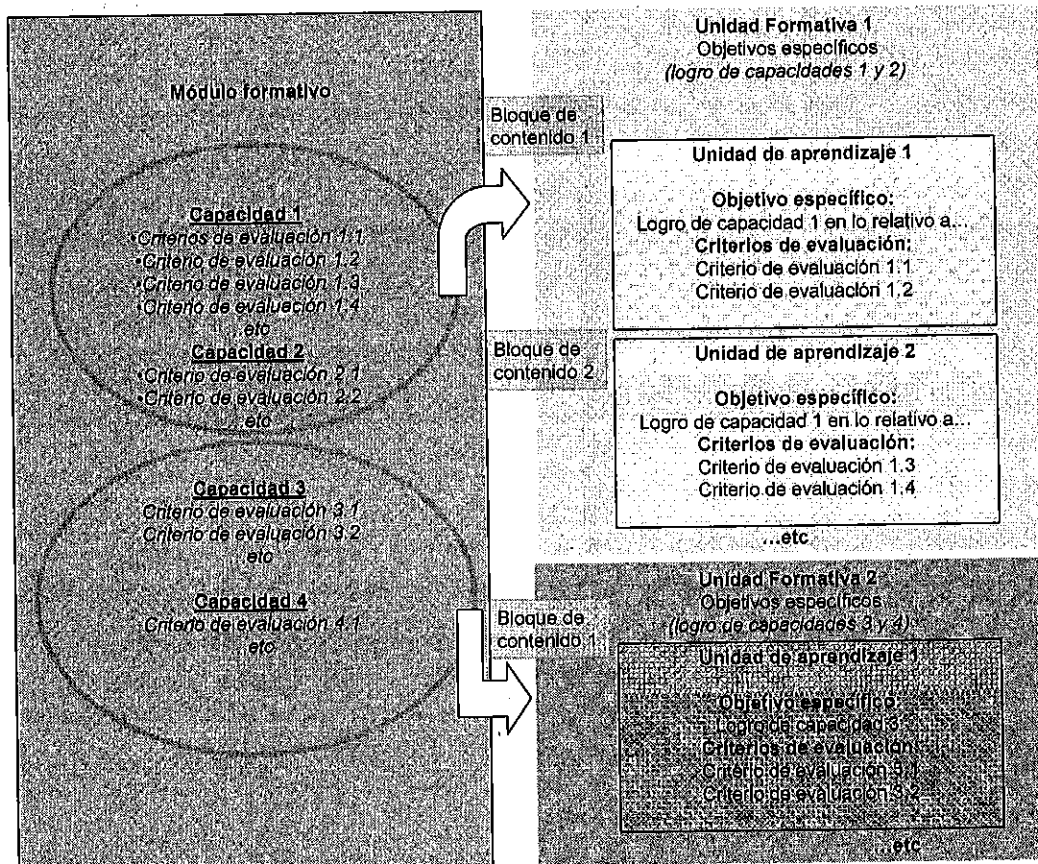 Módulo formativo
Capacidad 1
•Criterios de evaluación 1.1
•Criterio de evaluación 1.2
•Criterio de evaluación 1.3
•Criterio de evaluación 1.4
...etc
Capacidad 2
•Criterio de evaluación 2.1
•Criterio de evaluación 2.2
...etc
Capacidad 3
Criterio de evaluación 3.1
Criterio de evaluación 3.2
etc
Capacidad 4
Criterio de evaluación 4.1
etc
Bloque de
contenido 1
Bloque de
contenido 2
Bloque de
contenido 1
Unidad Formativa 1
Objetivos específicos
(logro de capacidades 1 y 2)
Unidad de aprendizaje 1
Objetivo específico:
Logro de capacidad 1 en lo relativo a...
Criterios de evaluación:
Criterio de evaluación 1.1
Criterio de evaluación 1.2
Unidad de aprendizaje 2
Objetivo específico:
Logro de capacidad 1 en lo relativo a...
Criterios de evaluación:
Criterio de evaluación 1.3
Criterio de evaluación 1.4
...etc
Unidad Formativa 2
Objetivos específicos
(logro de capacidades 3 y 4)
Unidad de aprendizaje 1
Objetivo específico:
Logro de capacidad 3
Criterios de evaluación:
Criterio de evaluación 3.1
Criterio de evaluación 3.2
...etc